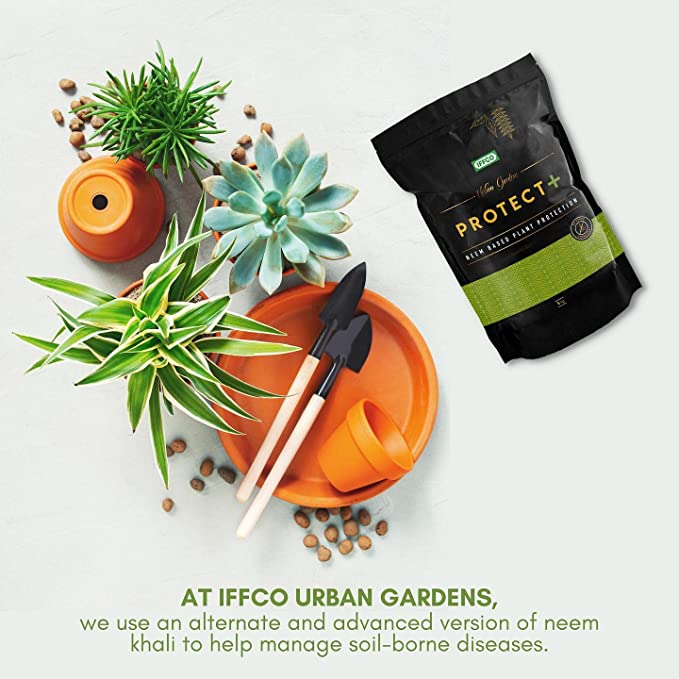 IFFCO
Urban Gardens
PROTECT+
NEEM BASED PLANT PROTECTION
AT IFFCO URBAN GARDENS,
we use an alternate and advanced version of neem
khali to help manage soil-borne diseases.